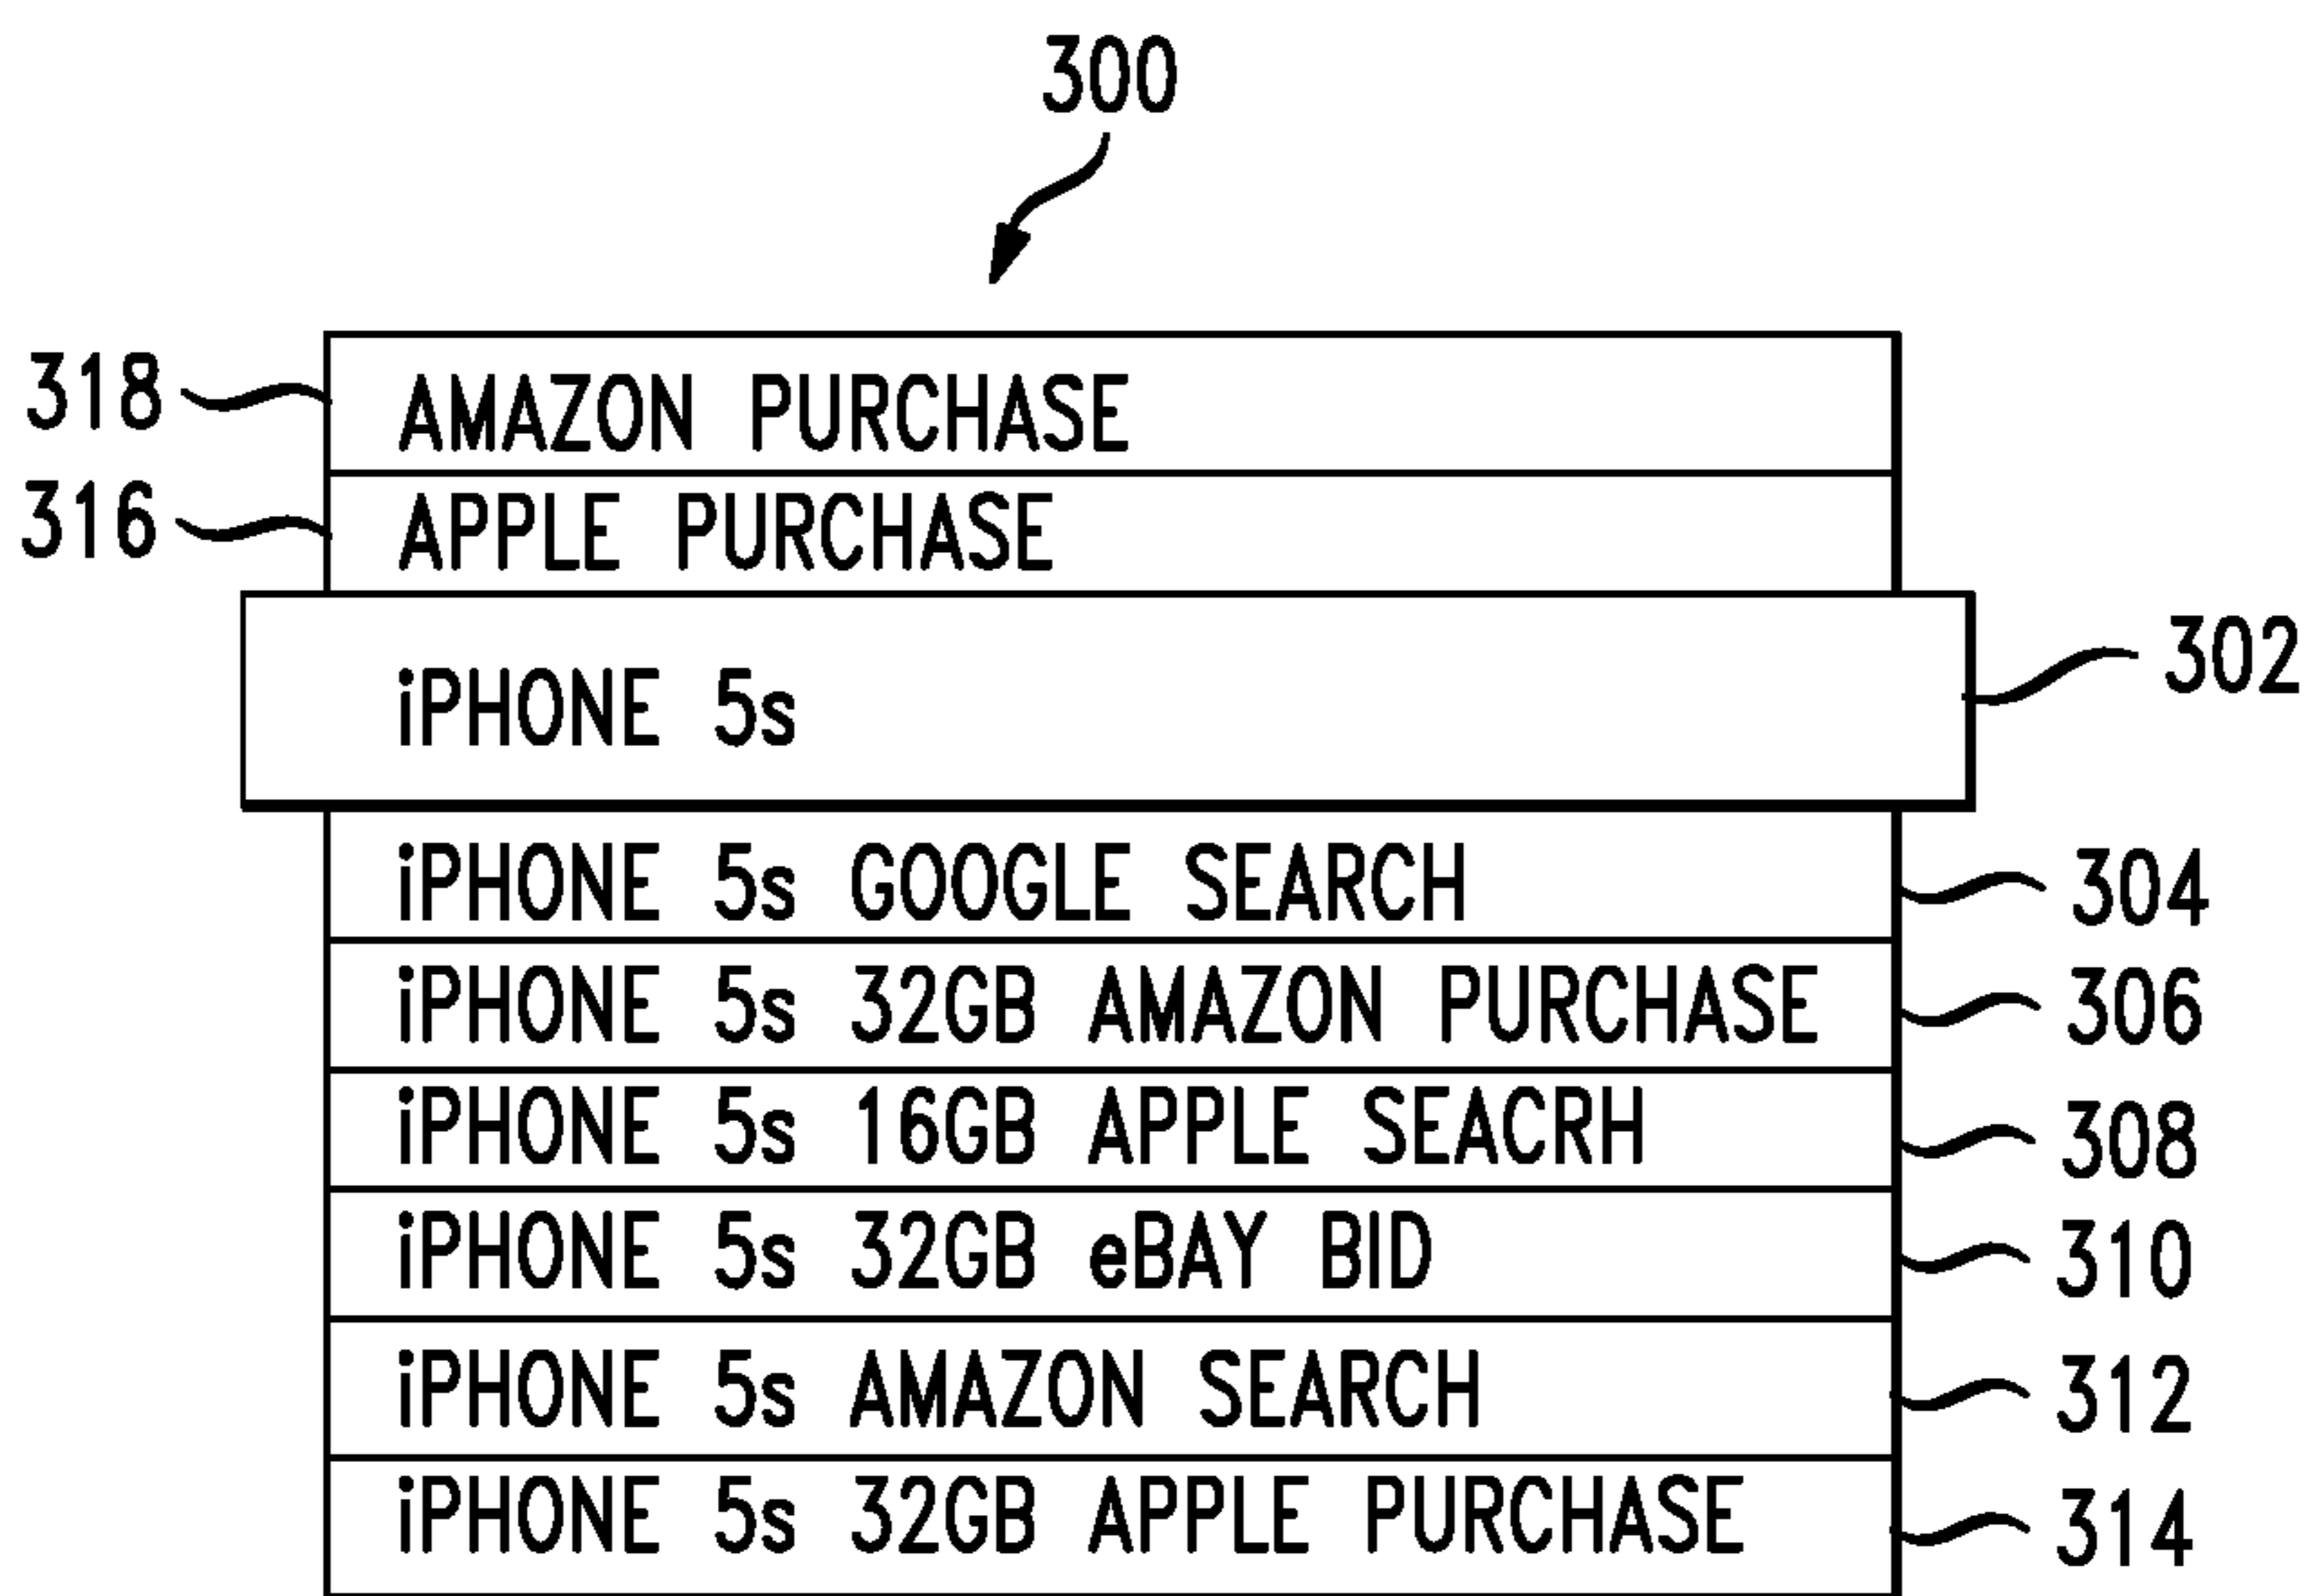 300
318 AMAZON PURCHASE
316 APPLE PURCHASE
iPHONE 5s 302
iPHONE 5s GOOGLE SEARCH 304
iPHONE 5s 32GB AMAZON PURCHASE 306
iPHONE 5s 16GB APPLE SEACRH 308
iPHONE 5s 32GB eBAY BID 310
iPHONE 5s AMAZON SEARCH 312
iPHONE 5s 32GB APPLE PURCHASE 314